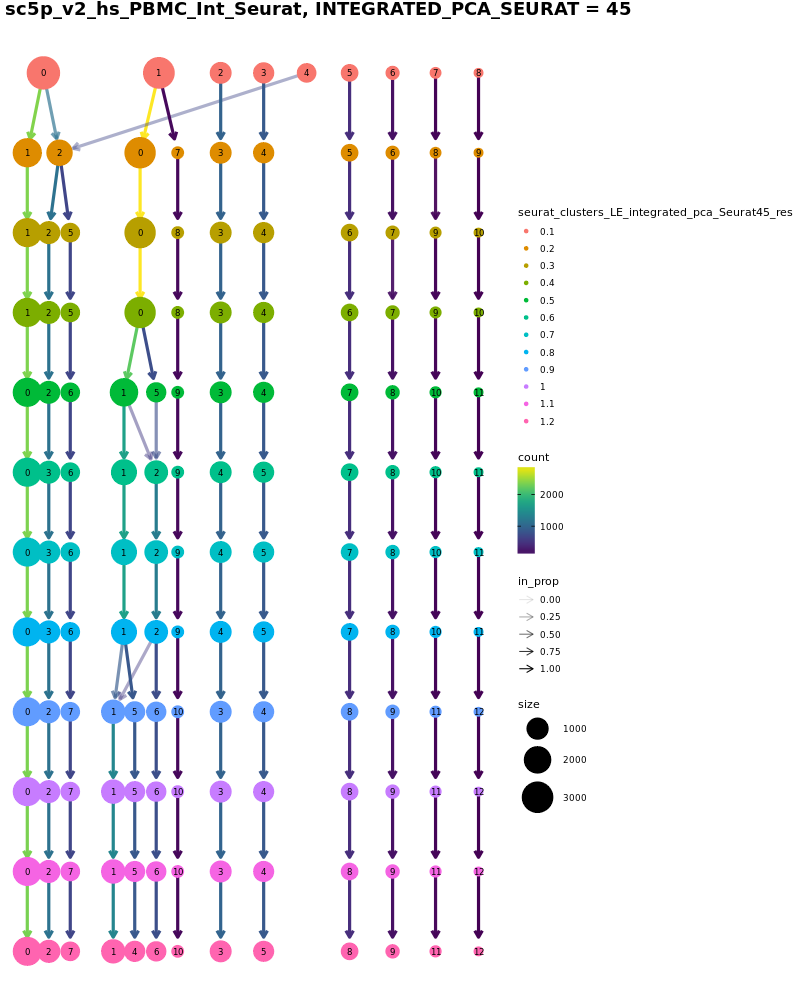 sc5p_v2_hs_PBMC_Int_Seurat, INTEGRATED_PCA_SEURAT = 45
0 1 2 3 4 5 6 7 8
1 2 0 7 3 4 5 6 8 9
1 2 5 0 8 3 4 6 7 9 10
1 2 5 0 8 3 4 6 7 9 10
0 2 6 1 5 9 3 4 7 8 10 11
0 3 6 1 2 9 4 5 7 8 10 11
0 3 6 1 2 9 4 5 7 8 10 11
0 3 6 1 2 9 4 5 7 8 10 11
0 2 7 1 5 6 10 3 4 8 9 11 12
0 2 7 1 5 6 10 3 4 8 9 11 12
0 2 7 1 5 6 10 3 4 8 9 11 12
0 2 7 1 4 6 10 3 5 8 9 11 12
seurat_clusters_LE_integrated_pca_Seurat45_res
0.1
0.2
0.3
0.4
0.5
0.6
0.7
0.8
0.9
1
1.1
1.2
count
2000
1000
in_prop
0.00
0.25
0.50
0.75
1.00
size
1000
2000
3000